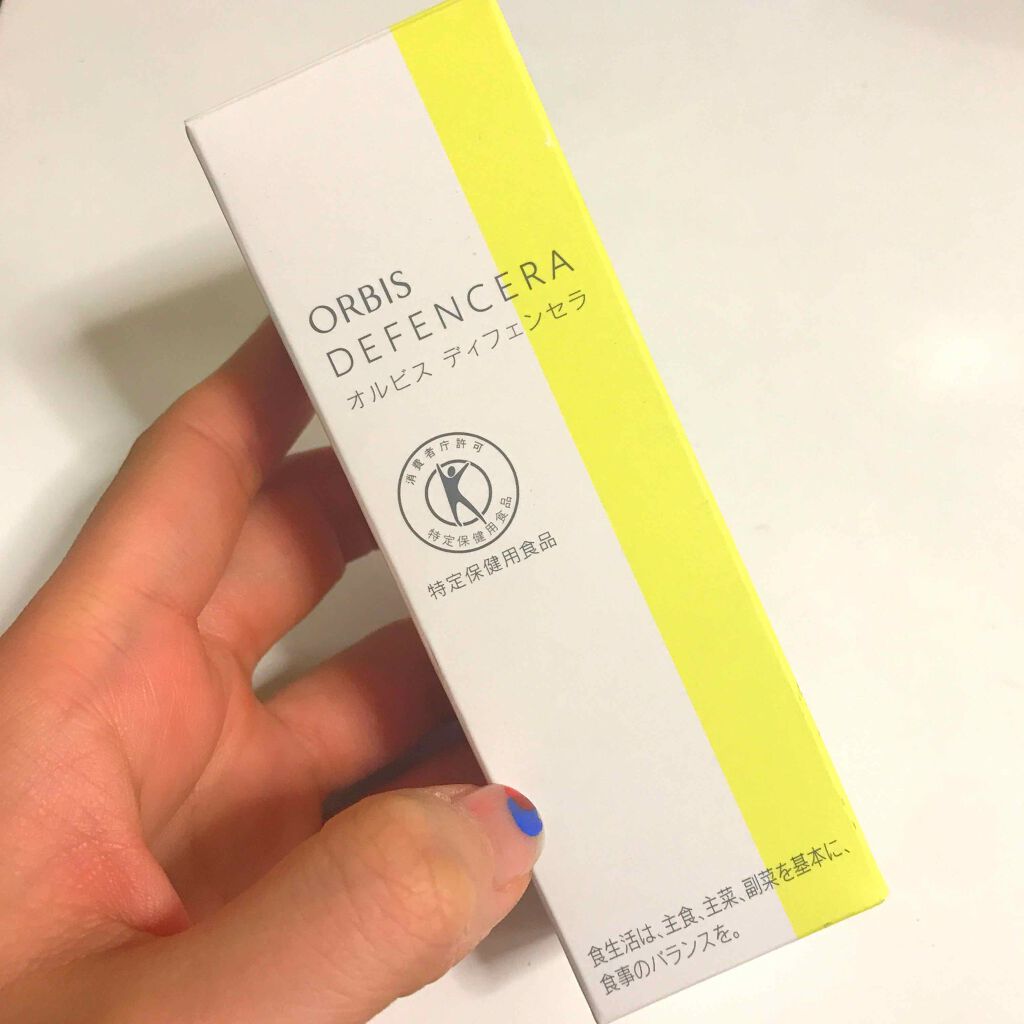 ORBIS
DEFENCERA
オルビス ディフェンセラ
消費者庁許可
特定保健用食品
特定保健用食品
食生活は、主食、主菜、副菜を基本に、
食事のバランスを。